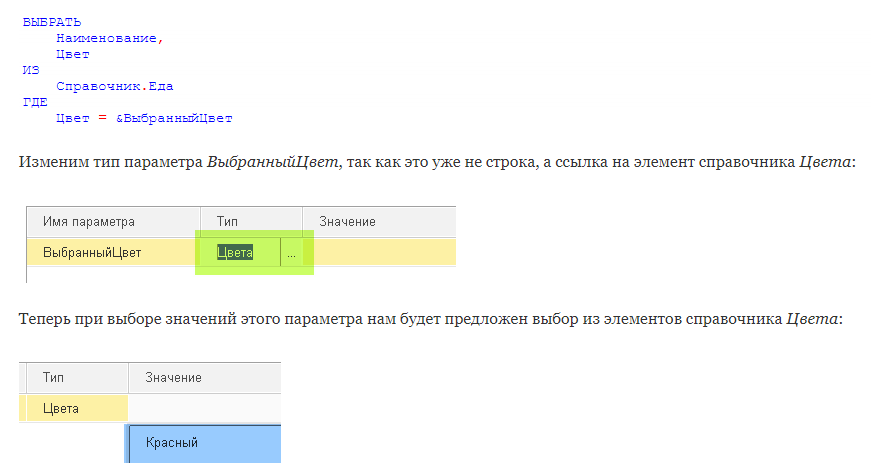 ВЫБРАТЬ
Наименование,
Цвет
ИЗ
Справочник.Еда
ГДЕ
Цвет = &ВыбранныйЦвет
Изменим тип параметра ВыбранныйЦвет, так как это уже не строка, а ссылка на элемент справочника Цвета:
Имя параметра Тип Значение
ВыбранныйЦвет Цвета ...
Теперь при выборе значений этого параметра нам будет предложен выбор из элементов справочника Цвета:
Тип Значение
Цвета
Красный